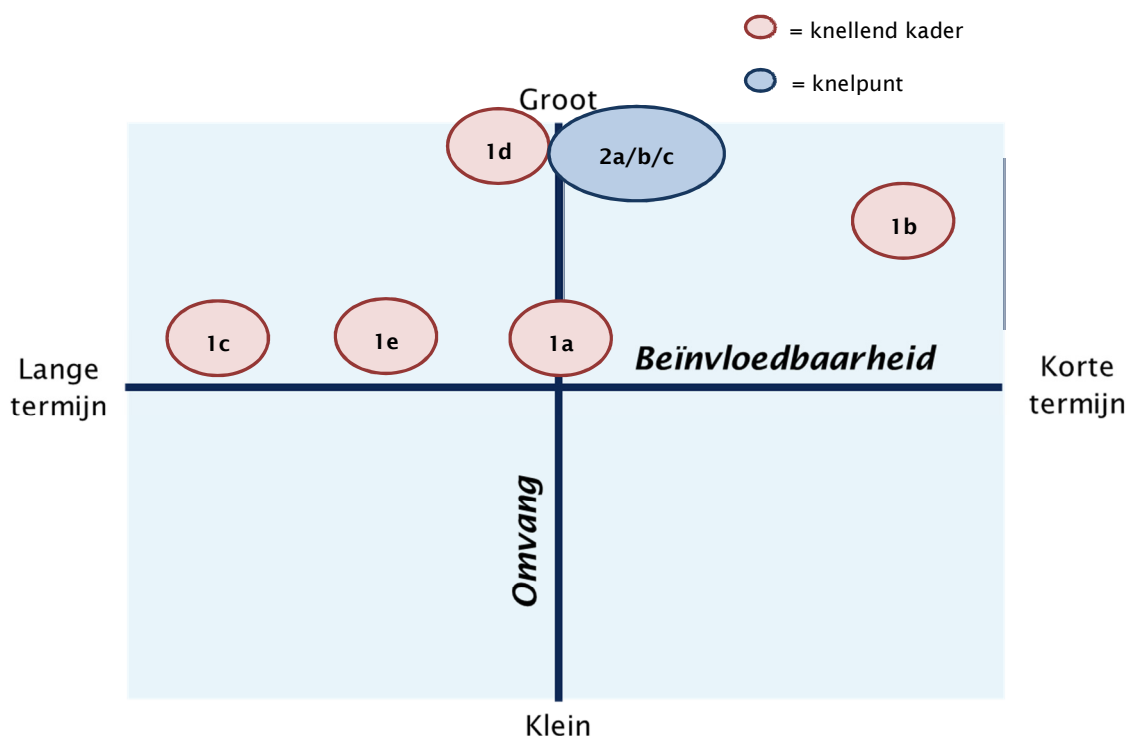 = knellend kader
= knelpunt
Groot
1d
2a/b/c
1b
1c
1e
1a
Beïnvloedbaarheid
Lange
termijn
Korte
termijn
Omvang
Klein